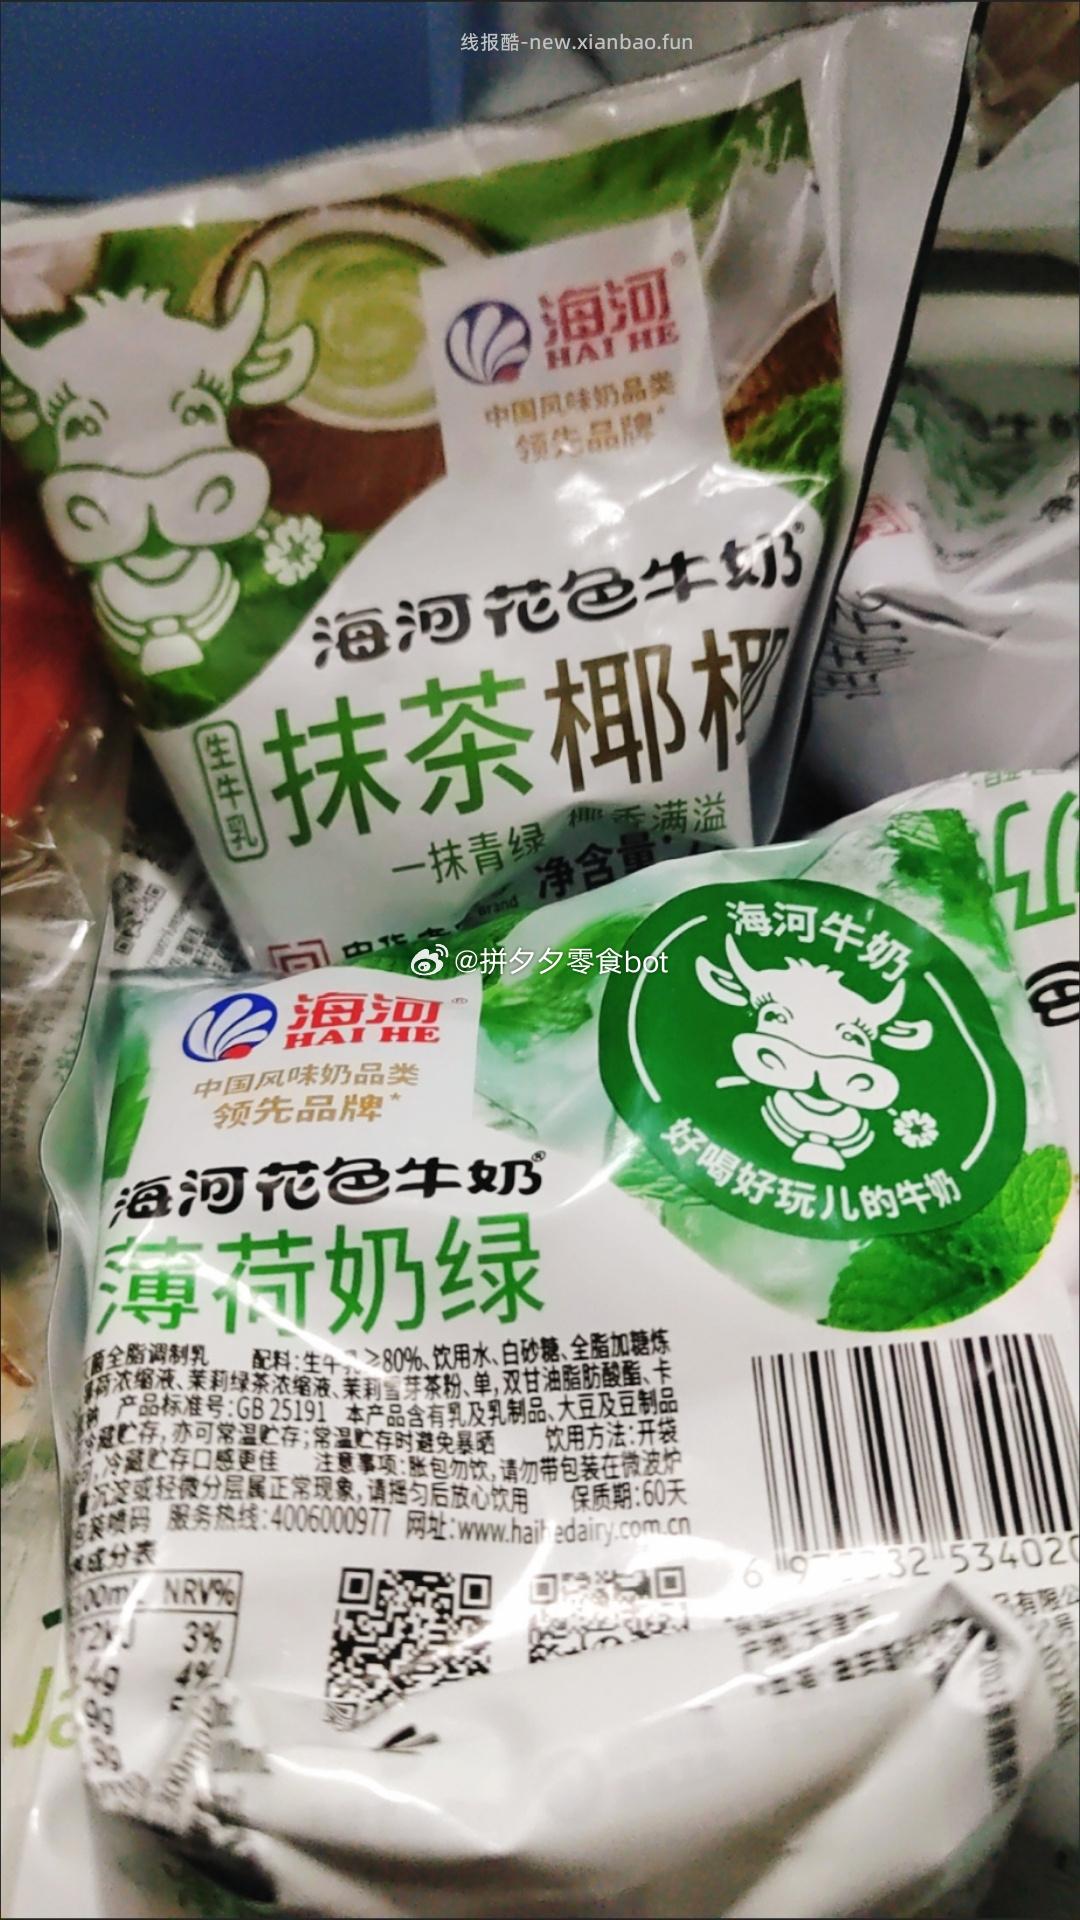 线报酷-new.xianbao.fun
海河®
HAI HE
中国风味奶品类
领先品牌*
海河花色牛奶®
生牛乳
抹茶椰
一抹青绿 椰香满溢
净含量
Brand
@拼夕夕零食bot
海河®
HAI HE
中国风味奶品类
领先品牌*
海河牛奶
好喝好玩儿的牛奶
海河花色牛奶®
薄荷奶绿
全脂调制乳 配料:生牛乳≥80%、饮用水、白砂糖、全脂加糖炼
荷浓缩液、茉莉绿茶浓缩液、茉莉雪芽茶粉、单,双甘油脂肪酸酯、卡
产品标准号:GB 25191 本产品含有乳及乳制品、大豆及豆制品
冷藏贮存,亦可常温贮存;常温贮存时避免暴晒 饮用方法:开袋
,冷藏贮存口感更佳 注意事项:胀包勿饮,请勿带包装在微波炉
沉淀或轻微分层属正常现象,请摇匀后放心饮用 保质期:60天
包装喷码 服务热线:4006000977 网址:www.haihedairy.com.cn
成分表
00mL NRV%
3%
4%
534020